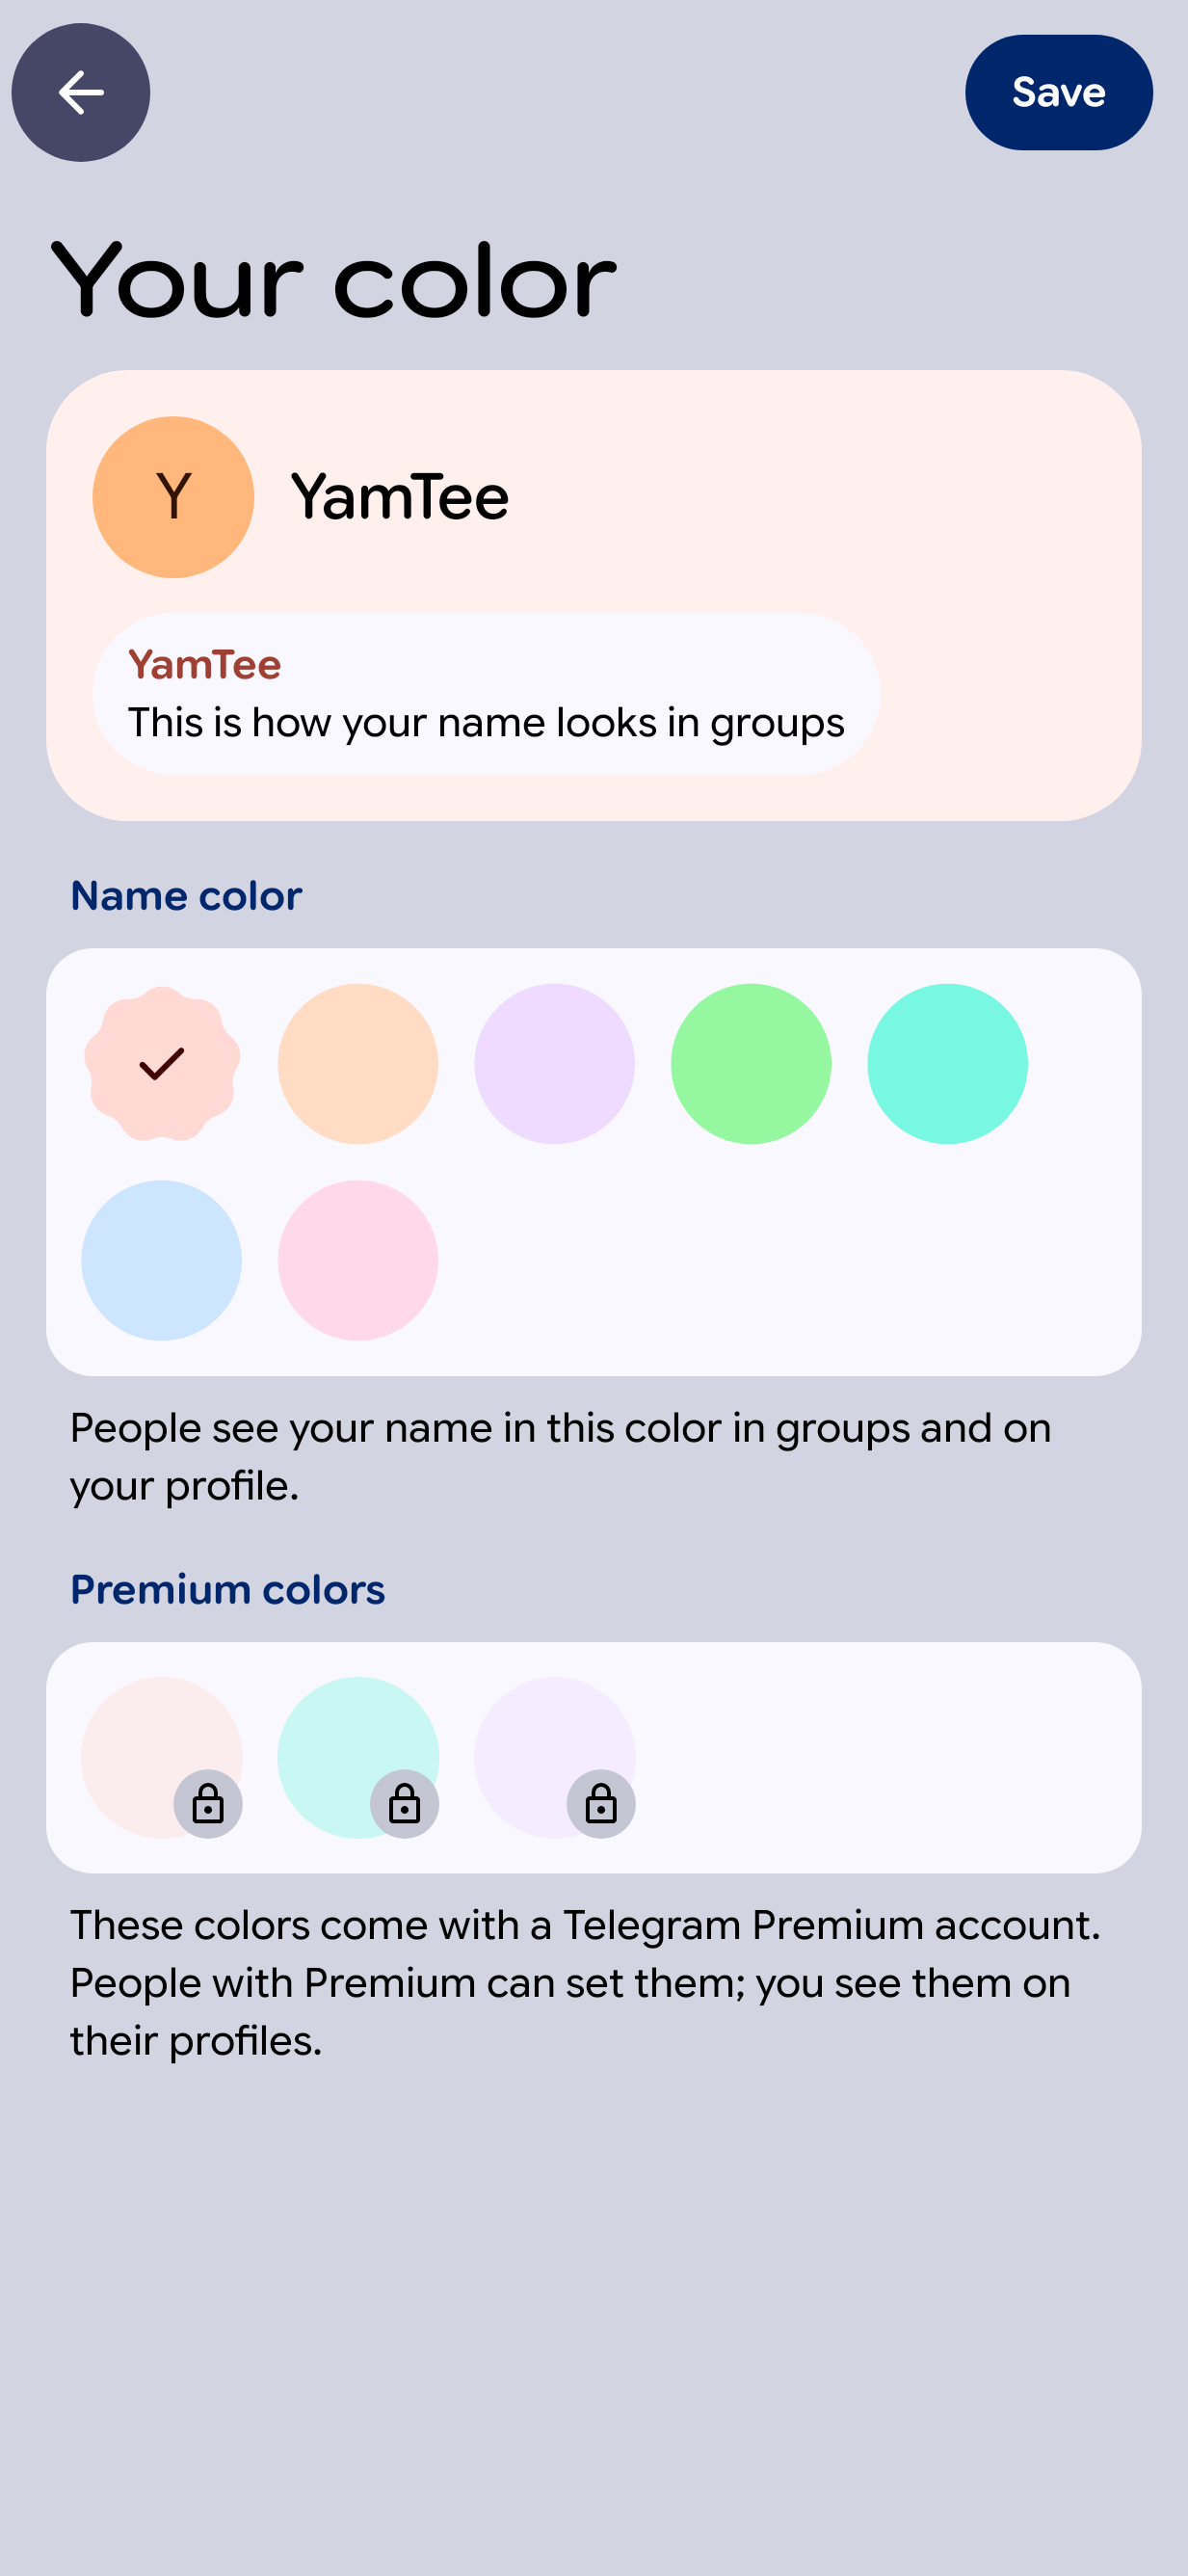 Save
Your color
Y
YamTee
YamTee
This is how your name looks in groups
Name color
People see your name in this color in groups and on
your profile.
Premium colors
These colors come with a Telegram Premium account.
People with Premium can set them; you see them on
their profiles.